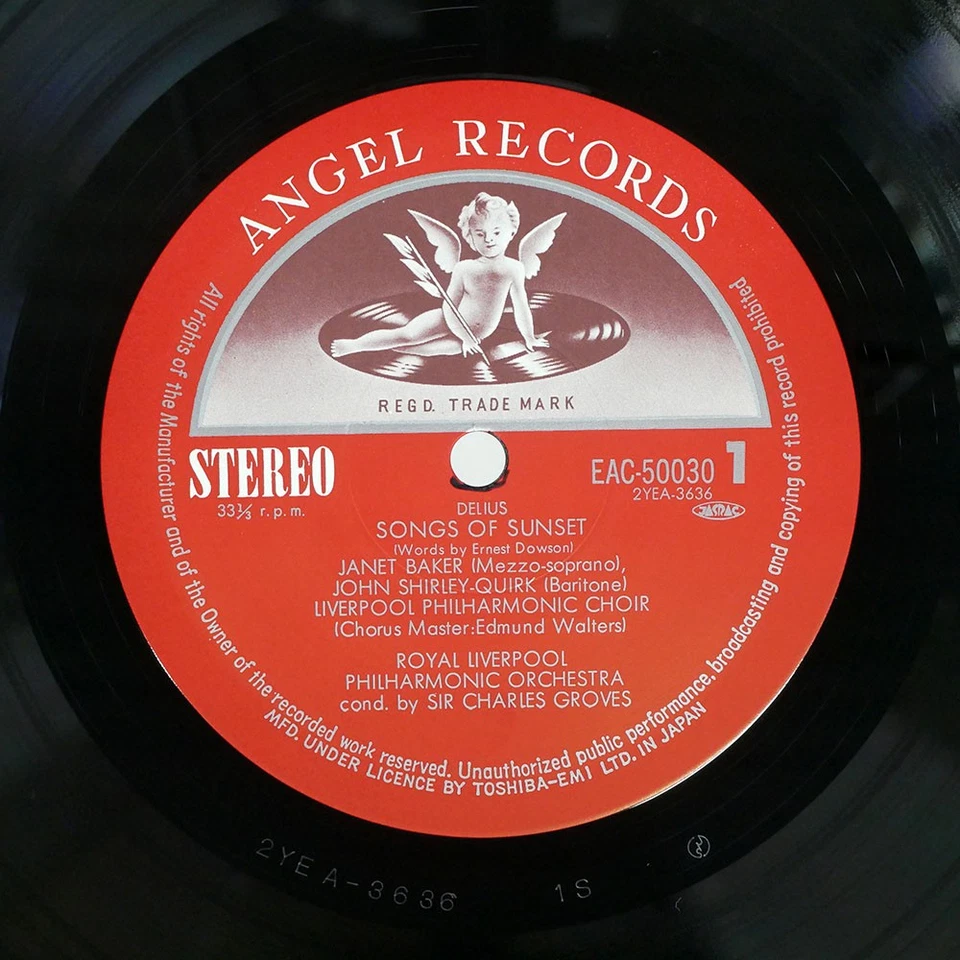 ANGEL RECORDS
REGD. TRADE MARK
STEREO
33⅓ r.p.m.
EAC-50030 1
2YEA-3636
JASRAC
DELIUS
SONGS OF SUNSET
(Words by Ernest Dowson)
JANET BAKER (Mezzo-soprano),
JOHN SHIRLEY-QUIRK (Baritone)
LIVERPOOL PHILHARMONIC CHOIR
(Chorus Master:Edmund Walters)
ROYAL LIVERPOOL
PHILHARMONIC ORCHESTRA
cond. by SIR CHARLES GROVES
All rights of the Manufacturer and of the Owner of the recorded work reserved. Unauthorized public performance, broadcasting and copying of this record prohibited
MFD. UNDER LICENCE BY TOSHIBA-EMI LTD. IN JAPAN
2YEA-3636 1S